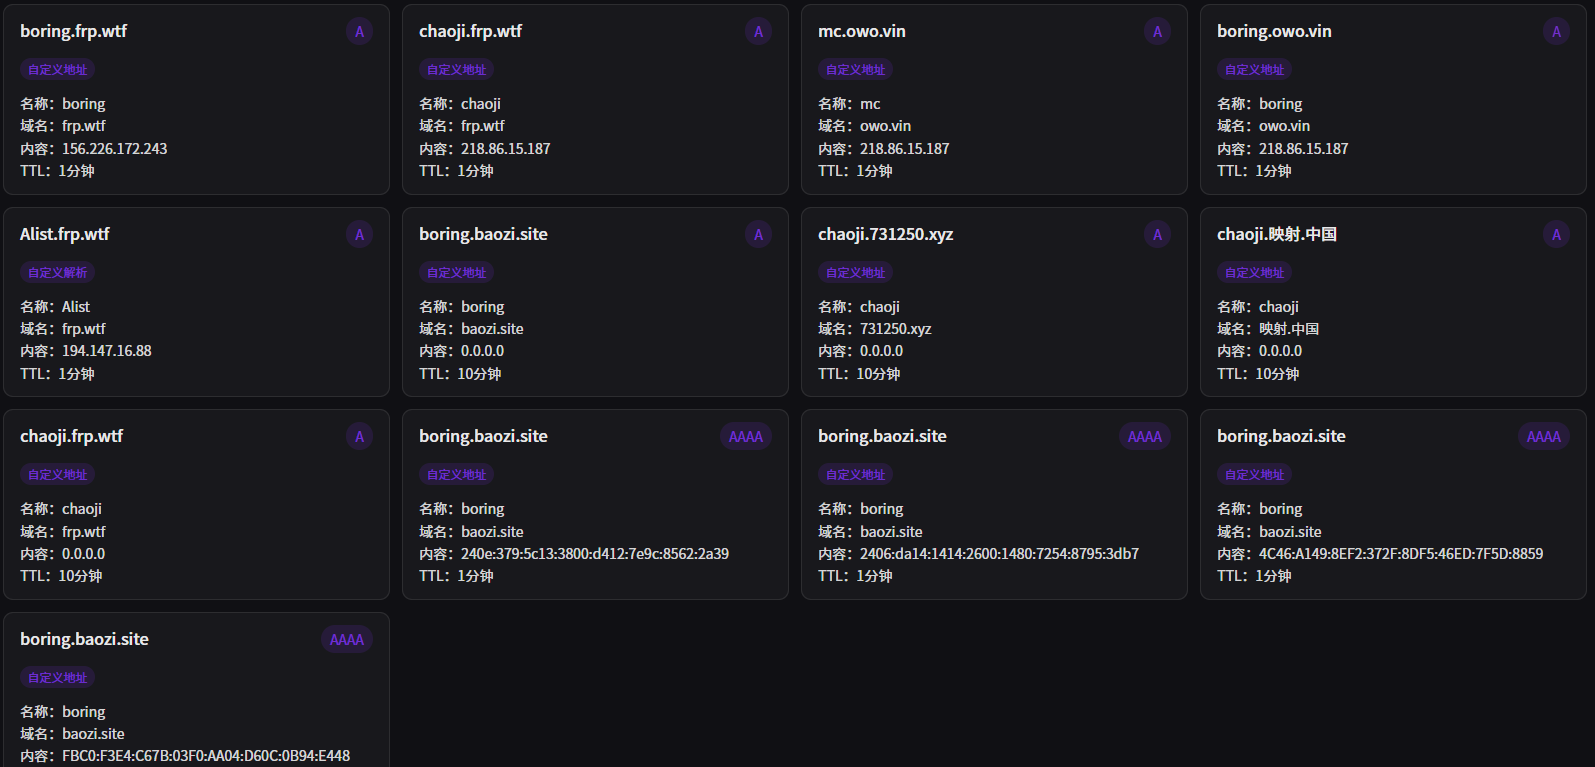 boring.frp.wtf
A
自定义地址
名称：boring
域名：frp.wtf
内容：156.226.172.243
TTL：1分钟
chaoji.frp.wtf
A
自定义地址
名称：chaoji
域名：frp.wtf
内容：218.86.15.187
TTL：1分钟
mc.owo.vin
A
自定义地址
名称：mc
域名：owo.vin
内容：218.86.15.187
TTL：1分钟
boring.owo.vin
A
自定义地址
名称：boring
域名：owo.vin
内容：218.86.15.187
TTL：1分钟
Alist.frp.wtf
A
自定义解析
名称：Alist
域名：frp.wtf
内容：194.147.16.88
TTL：1分钟
boring.baozi.site
A
自定义地址
名称：boring
域名：baozi.site
内容：0.0.0.0
TTL：10分钟
chaoji.731250.xyz
A
自定义地址
名称：chaoji
域名：731250.xyz
内容：0.0.0.0
TTL：10分钟
chaoji.映射.中国
A
自定义地址
名称：chaoji
域名：映射.中国
内容：0.0.0.0
TTL：10分钟
chaoji.frp.wtf
A
自定义地址
名称：chaoji
域名：frp.wtf
内容：0.0.0.0
TTL：10分钟
boring.baozi.site
AAAA
自定义地址
名称：boring
域名：baozi.site
内容：240e:379:5c13:3800:d412:7e9c:8562:2a39
TTL：1分钟
boring.baozi.site
AAAA
自定义地址
名称：boring
域名：baozi.site
内容：2406:da14:1414:2600:1480:7254:8795:3db7
TTL：1分钟
boring.baozi.site
AAAA
自定义地址
名称：boring
域名：baozi.site
内容：4C46:A149:8EF2:372F:8DF5:46ED:7F5D:8859
TTL：1分钟
boring.baozi.site
AAAA
自定义地址
名称：boring
域名：baozi.site
内容：FBC0:F3E4:C67B:03F0:AA04:D60C:0B94:E448